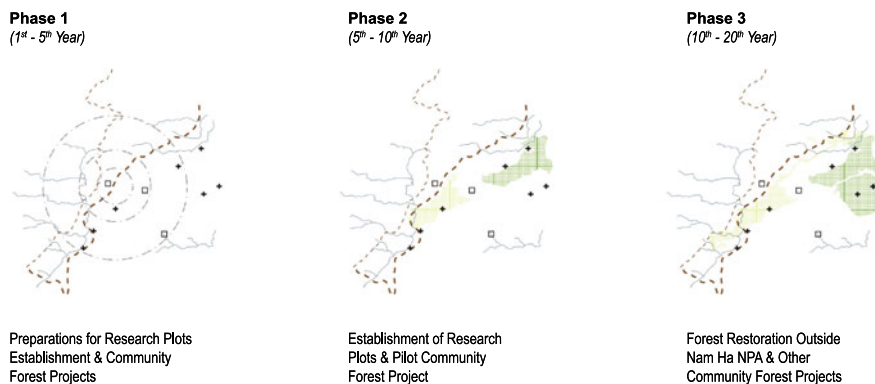 Phase 1
(1st - 5th Year)
Preparations for Research Plots
Establishment & Community
Forest Projects
Phase 2
(5th - 10th Year)
Establishment of Research
Plots & Pilot Community
Forest Project
Phase 3
(10th - 20th Year)
Forest Restoration Outside
Nam Ha NPA & Other
Community Forest Projects